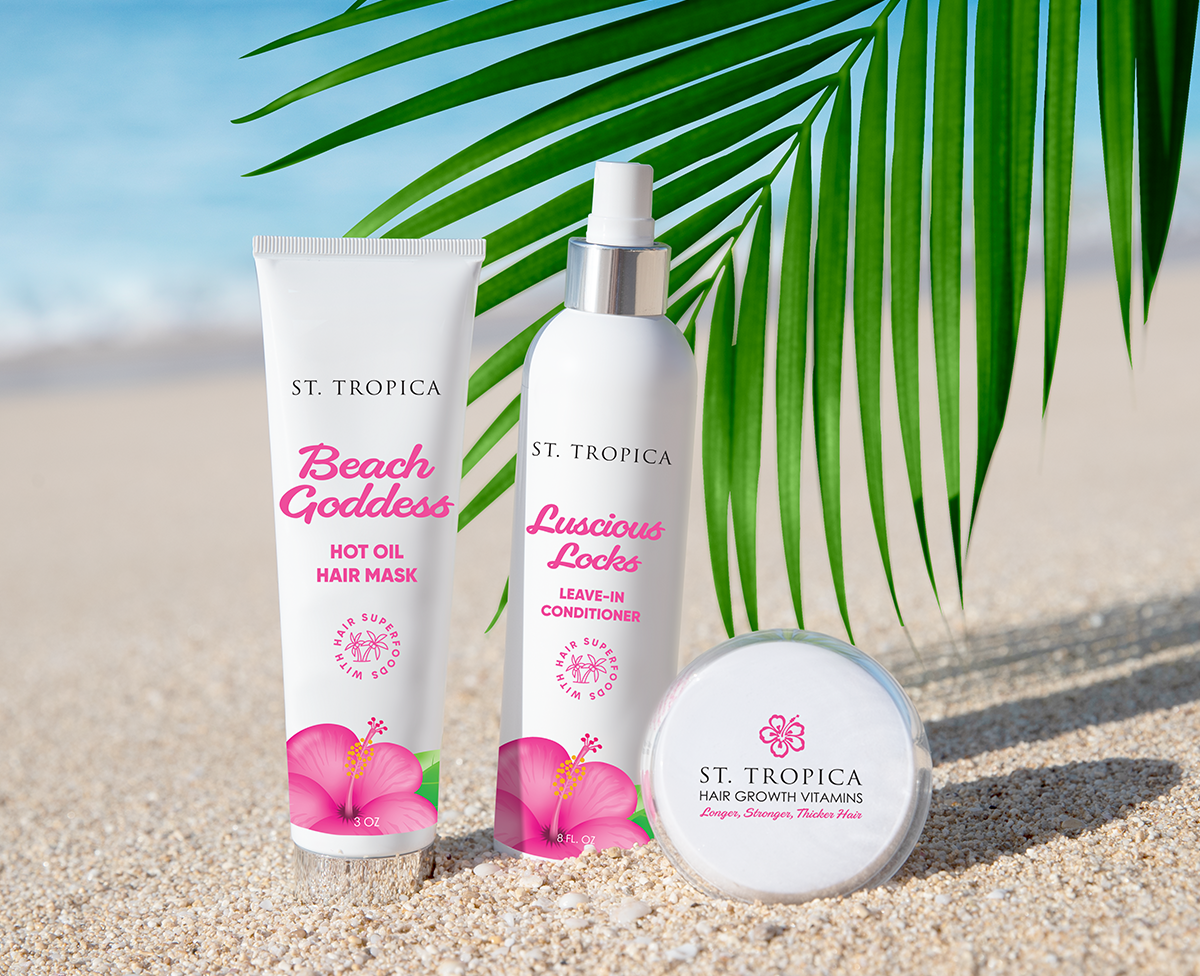 ST. TROPICA
Beach
Goddess
HOT OIL
HAIR MASK
WITH HAIR SUPERFOODS
3 OZ
ST. TROPICA
Luscious
Locks
LEAVE-IN
CONDITIONER
WITH HAIR SUPERFOODS
8 FL. OZ
ST. TROPICA
HAIR GROWTH VITAMINS
Longer, Stronger, Thicker Hair